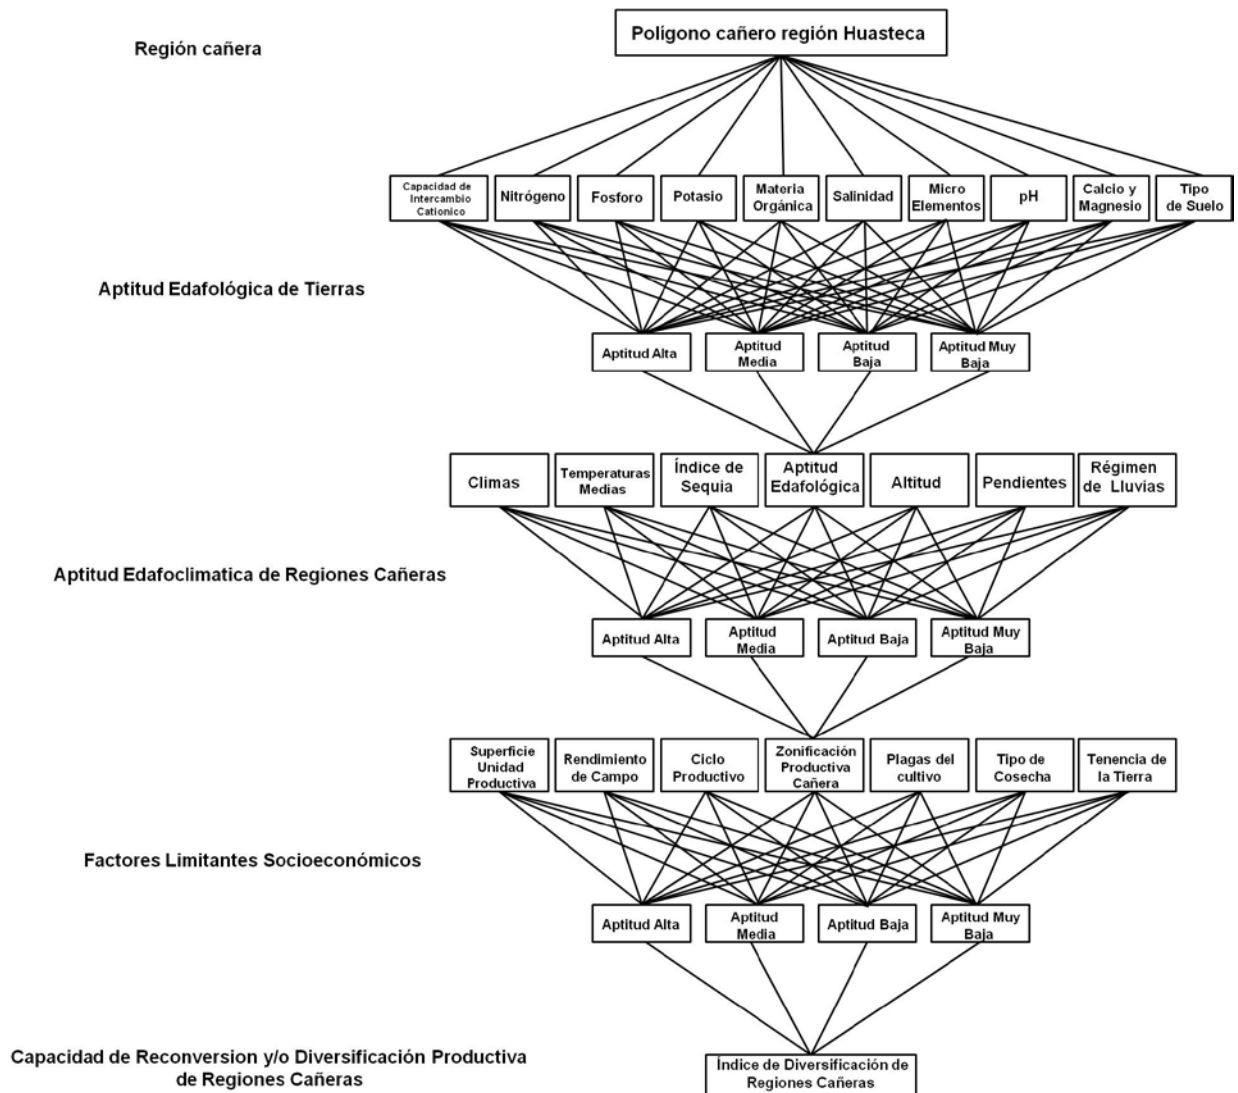 Polígono cañero región Huasteca
Región cañera
Capacidad de
Intercambio
Cationico
Nitrógeno
Fosforo
Potasio
Materia
Orgánica
Salinidad
Micro
Elementos
pH
Calcio y
Magnesio
Tipo
de Suelo
Aptitud Edafológica de Tierras
Aptitud Alta
Aptitud
Media
Aptitud
Baja
Aptitud Muy
Baja
Climas
Temperaturas
Medias
Índice de
Sequia
Aptitud
Edafológica
Altitud
Pendientes
Régimen
de Lluvias
Aptitud Edafoclimatica de Regiones Cañeras
Aptitud Alta
Aptitud
Media
Aptitud Baja
Aptitud Muy
Baja
Superficie
Unidad
Productiva
Rendimiento
de Campo
Ciclo
Productivo
Zonificación
Productiva
Cañera
Plagas del
cultivo
Tipo de
Cosecha
Tenencia de
la Tierra
Factores Limitantes Socioeconómicos
Aptitud Alta
Aptitud
Media
Aptitud Baja
Aptitud Muy
Baja
Capacidad de Reconversion y/o Diversificación Productiva
de Regiones Cañeras
Índice de Diversificación de
Regiones Cañeras